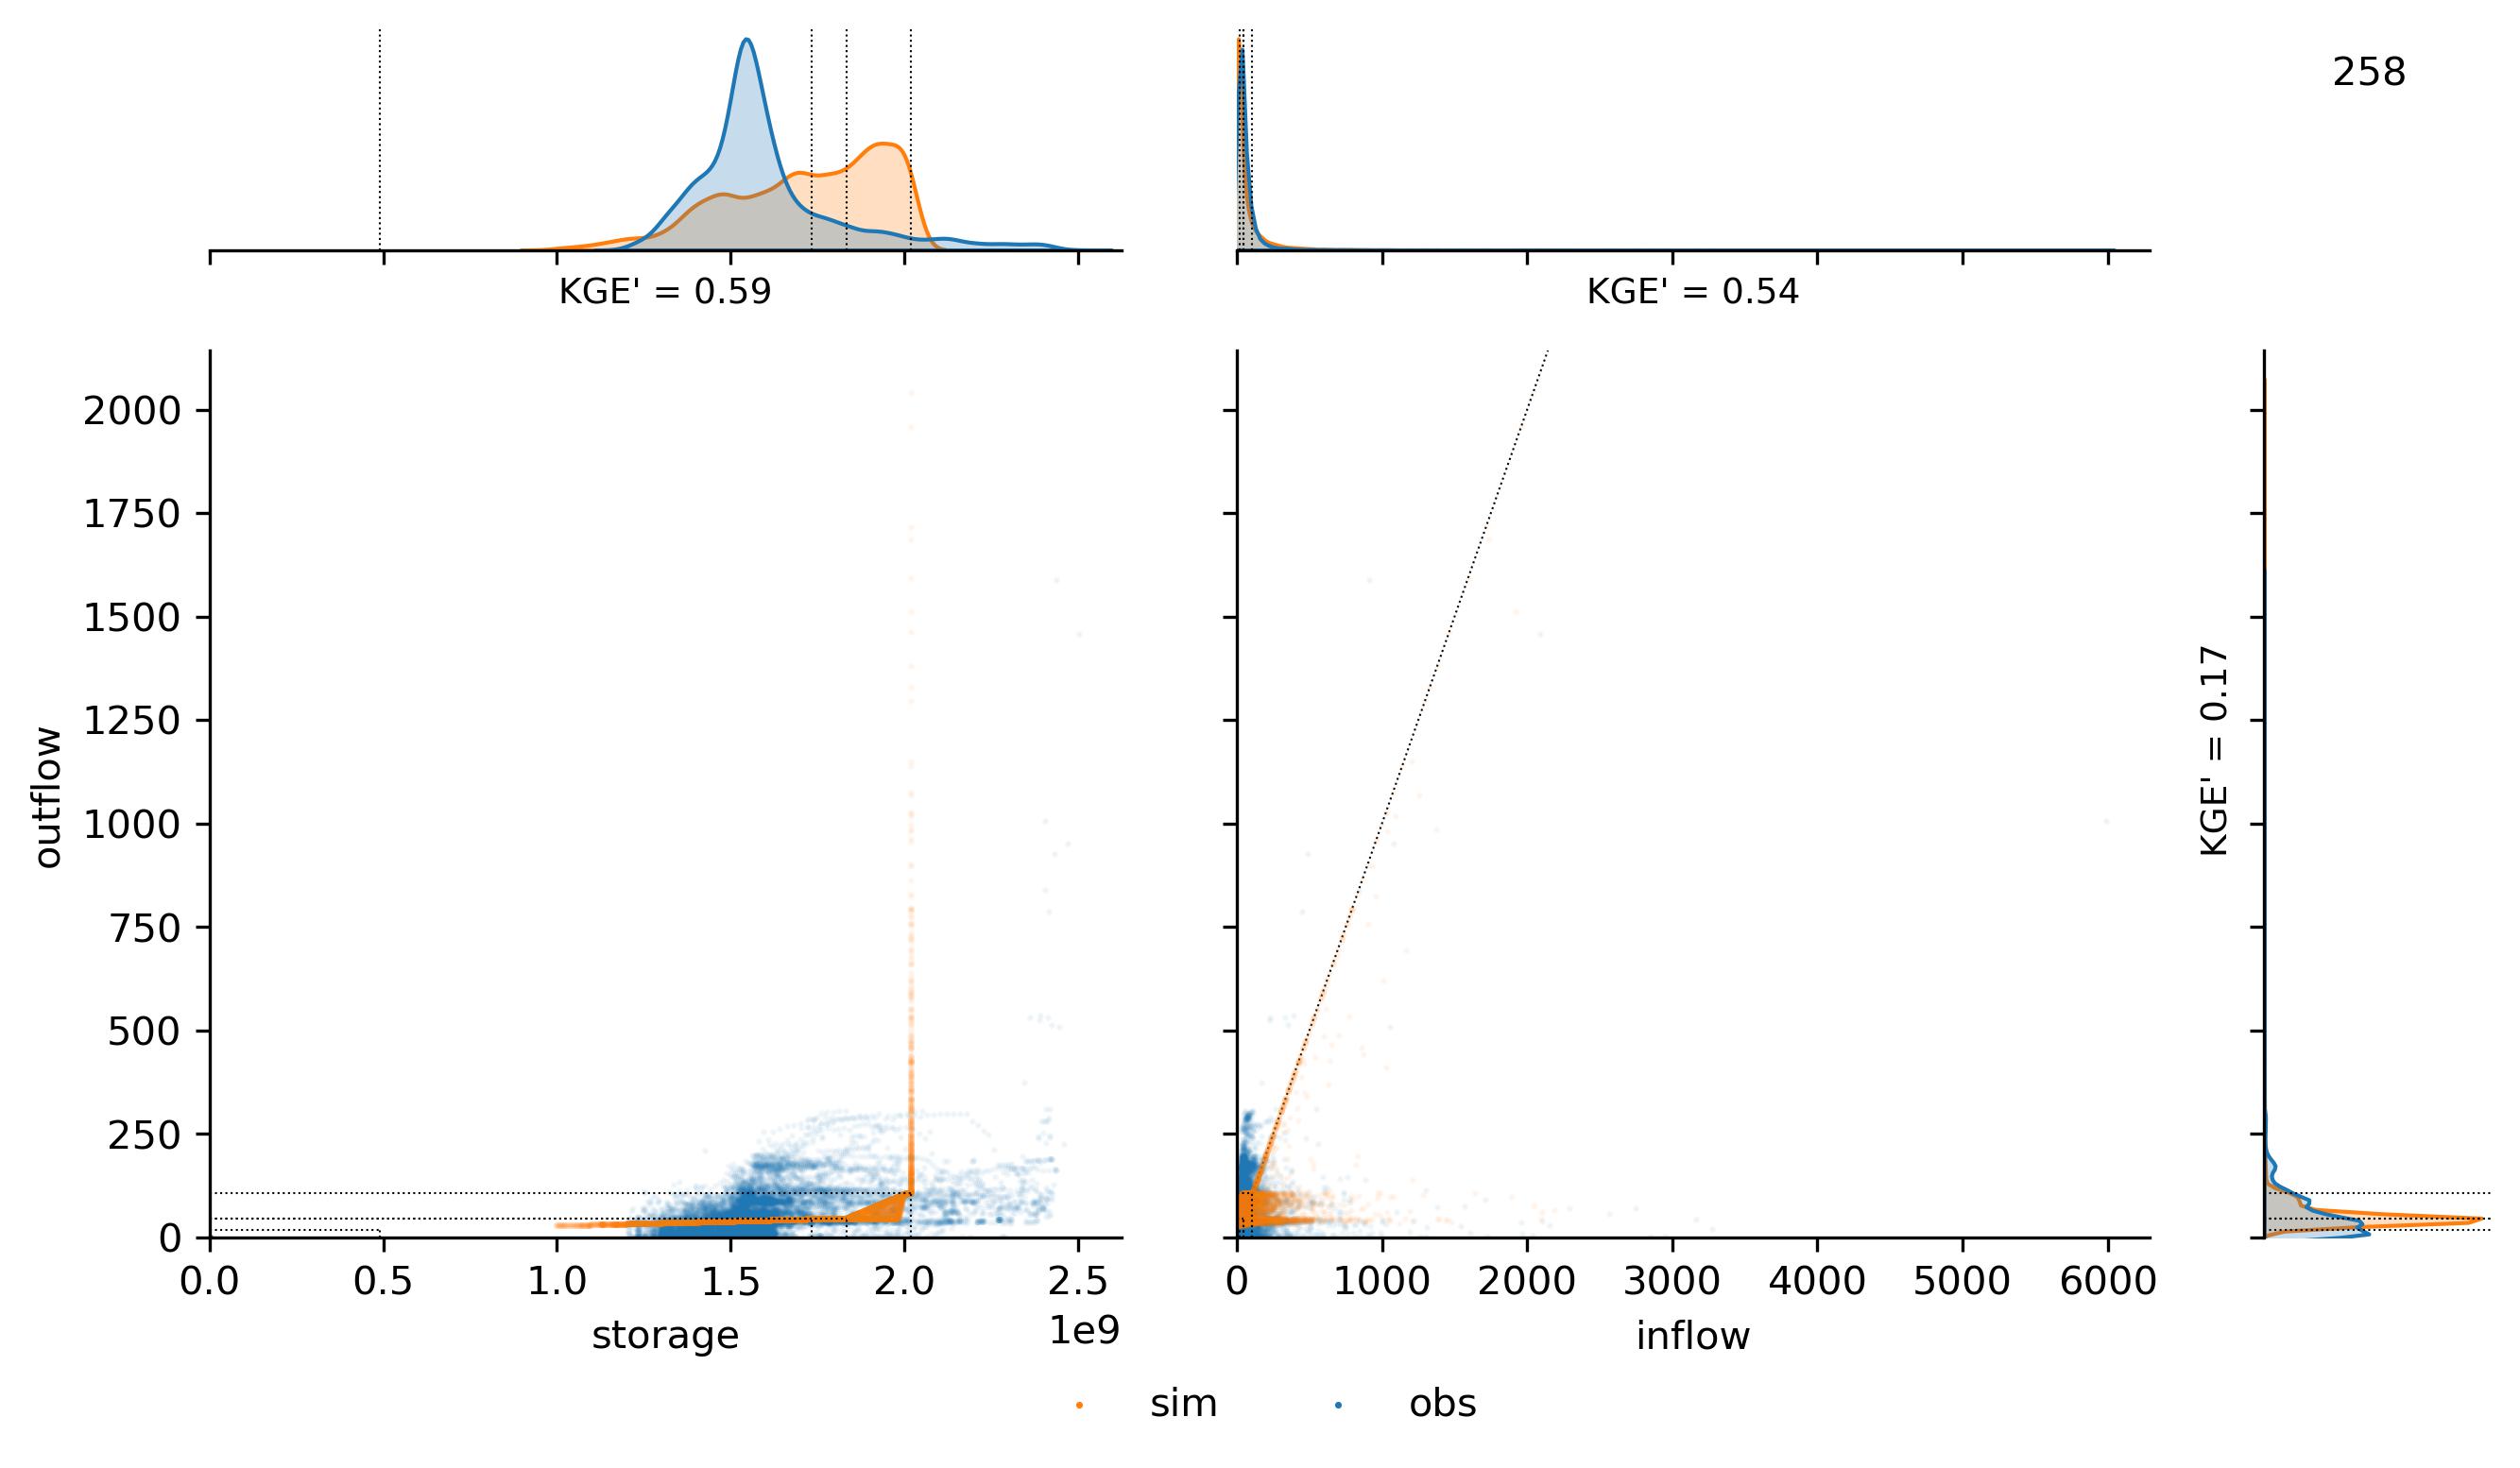 258
KGE' = 0.59
KGE' = 0.54
outflow
2000
1750
1500
1250
1000
750
500
250
0
KGE' = 0.17
0.0 0.5 1.0 1.5 2.0 2.5
1e9
storage
0 1000 2000 3000 4000 5000 6000
inflow
sim obs